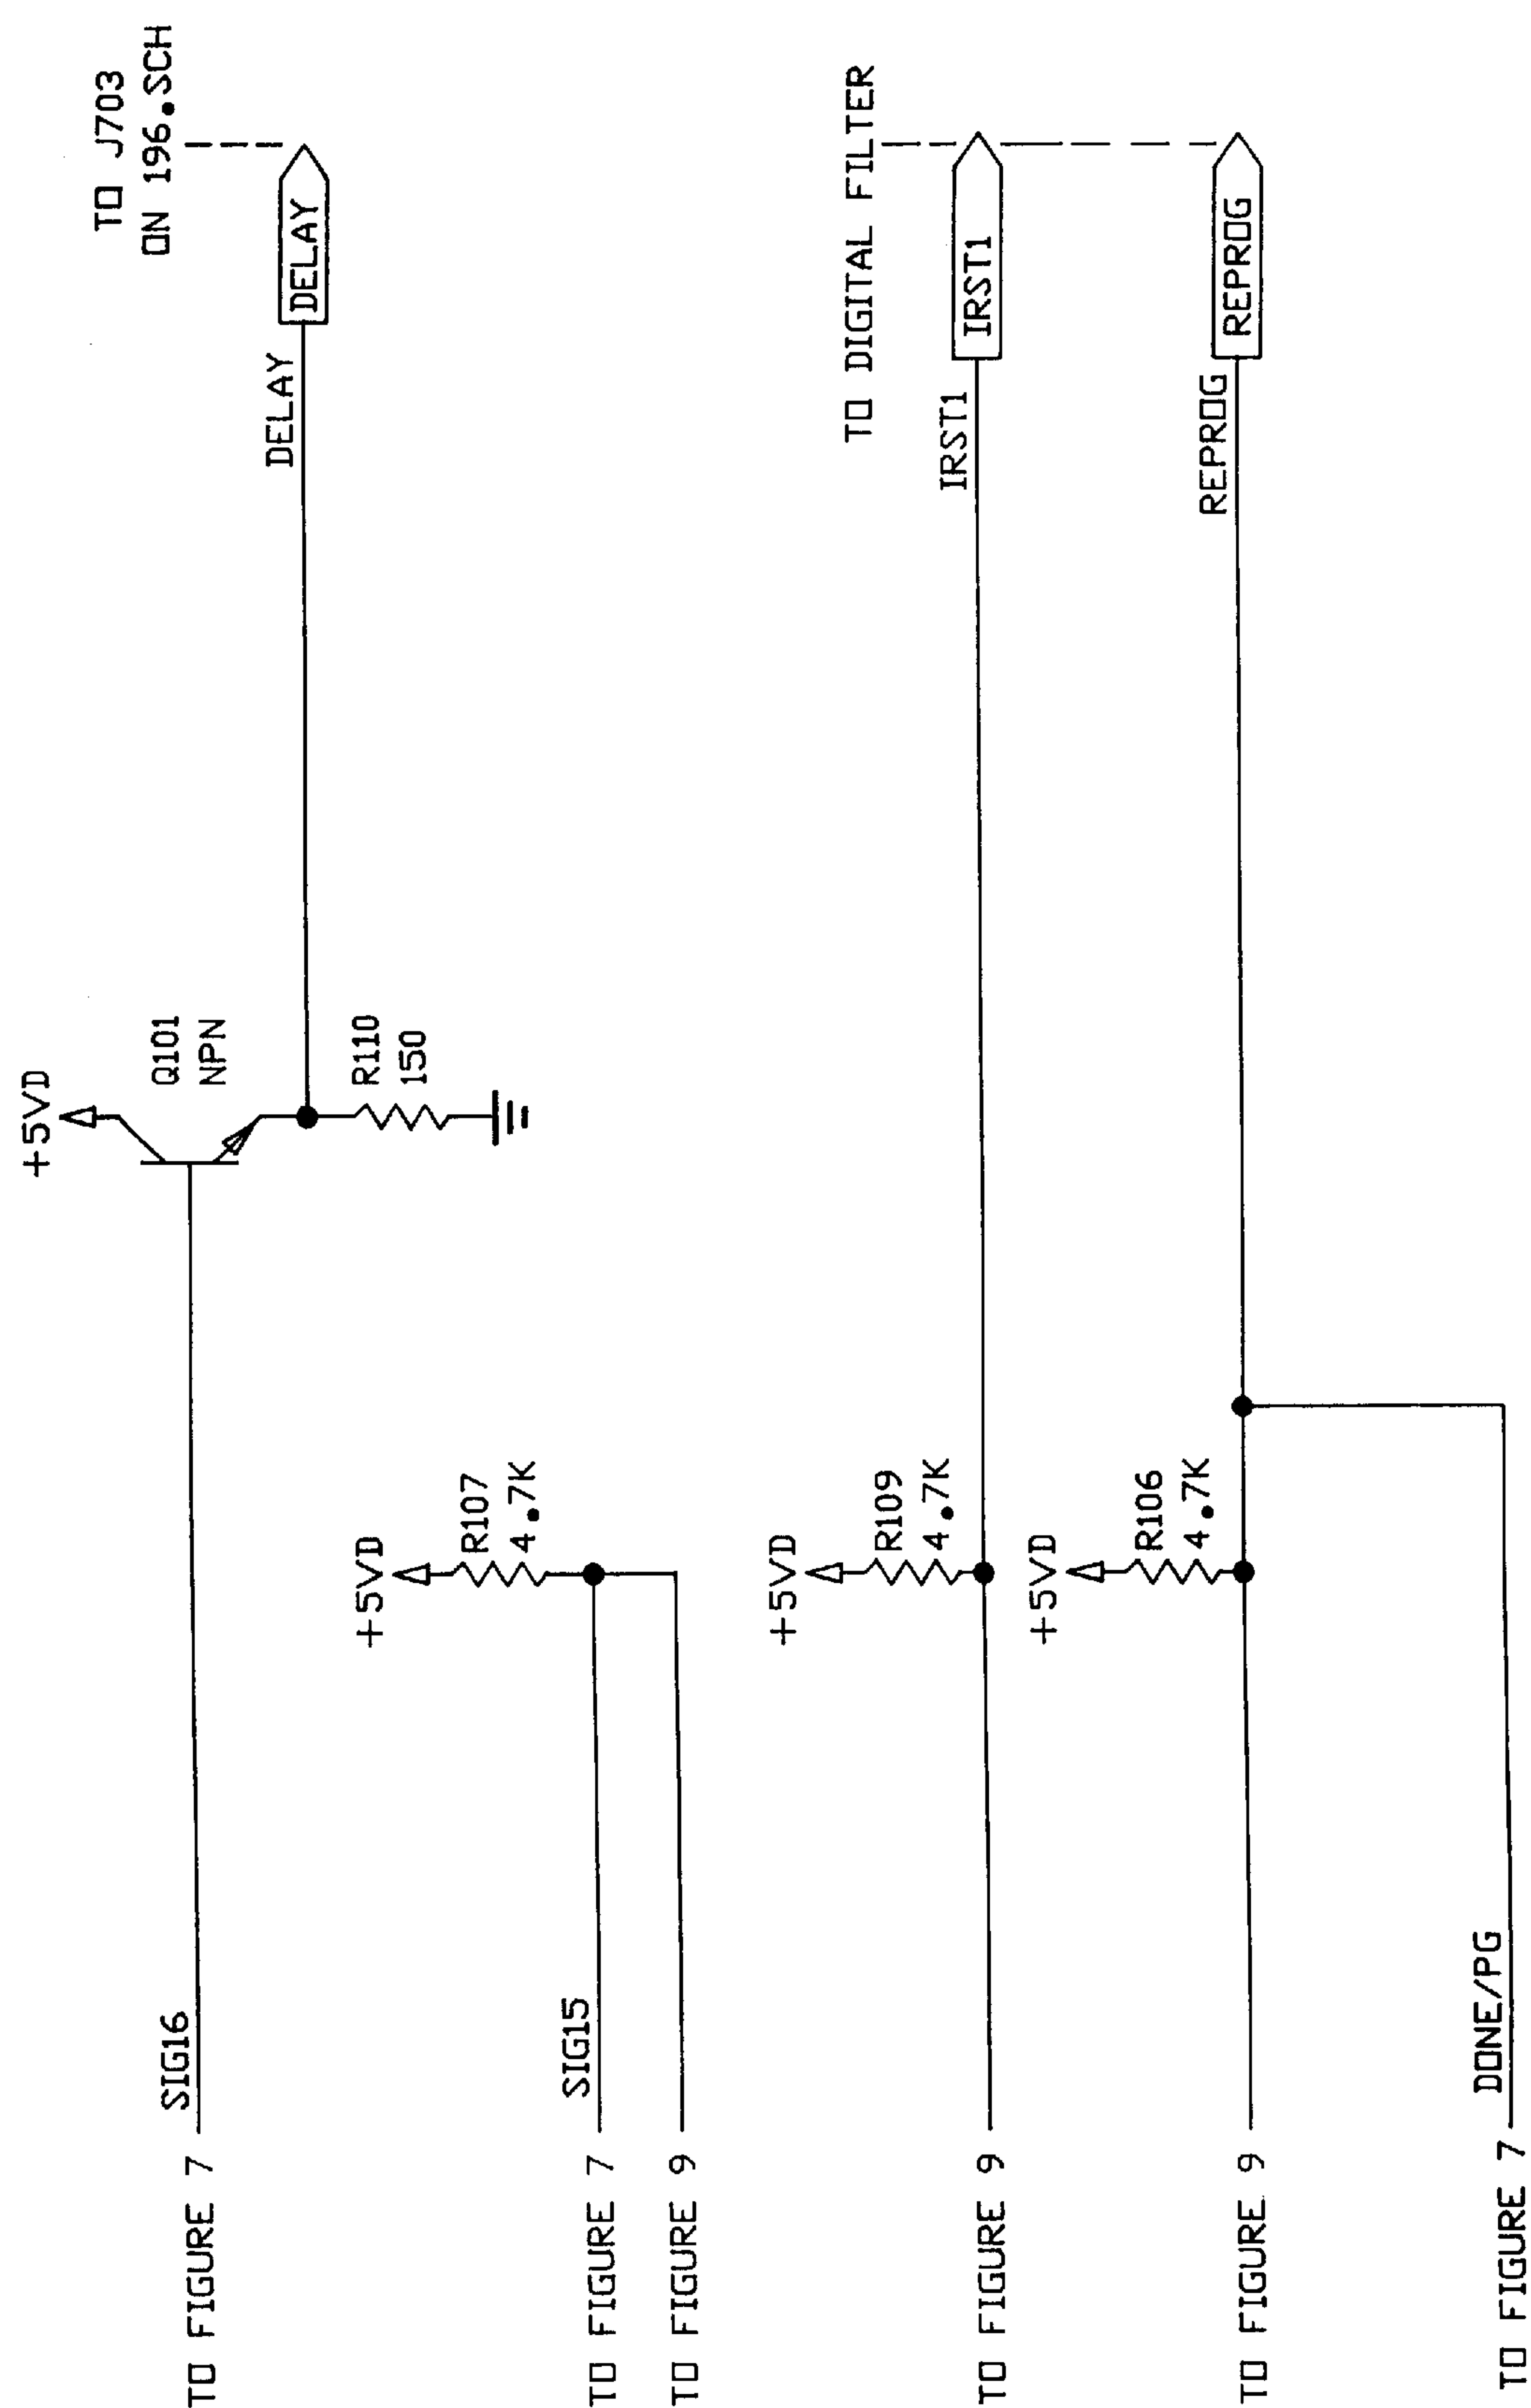 TO J703
ON 196.SCH
+5VD
Q101
NPN
SIG16
TO FIGURE 7
DELAY
DELAY
R110
150
+5VD
R107
4.7K
SIG15
TO FIGURE 7
TO FIGURE 9
TO DIGITAL FILTER
+5VD
R109
4.7K
IRST1
IRST1
TO FIGURE 9
+5VD
R106
4.7K
REPROG
REPROG
TO FIGURE 9
DONE/PG
TO FIGURE 7